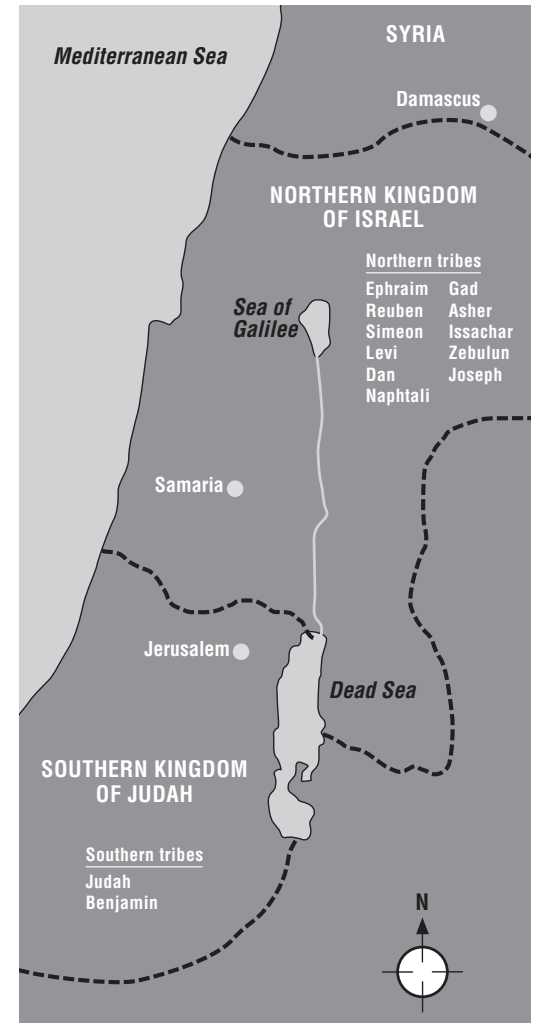 SYRIA
Mediterranean Sea
Damascus
NORTHERN KINGDOM
OF ISRAEL
Northern tribes
Ephraim Gad
Reuben Asher
Simeon Issachar
Levi Zebulun
Dan Joseph
Naphtali
Sea of
Galilee
Samaria
Jerusalem
Dead Sea
SOUTHERN KINGDOM
OF JUDAH
Southern tribes
Judah
Benjamin
N